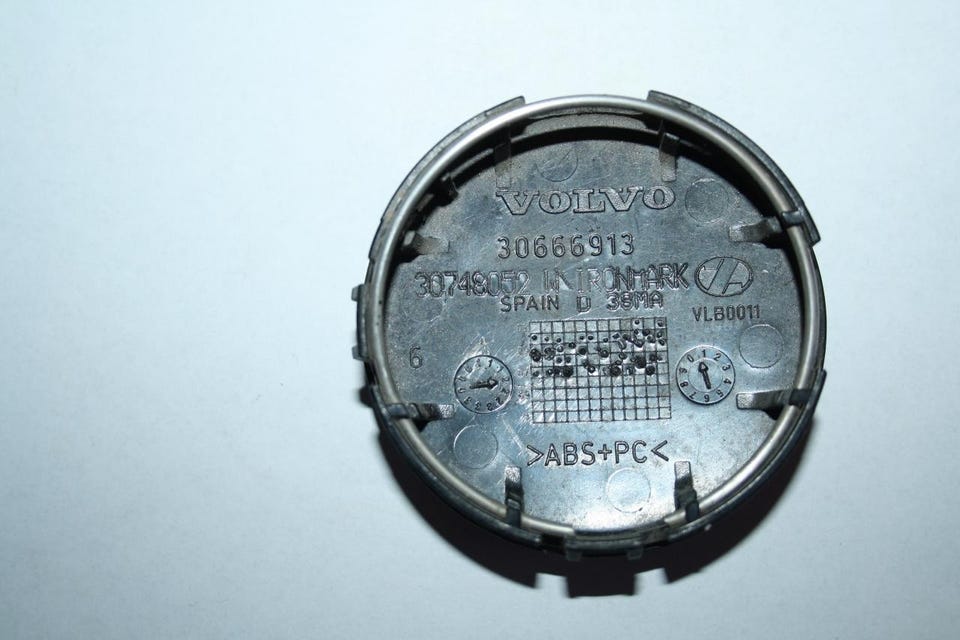 VOLVO
30666913
30748052 W IRONMARK
SPAIN D 38MA
VLB0011
6
>ABS+PC<